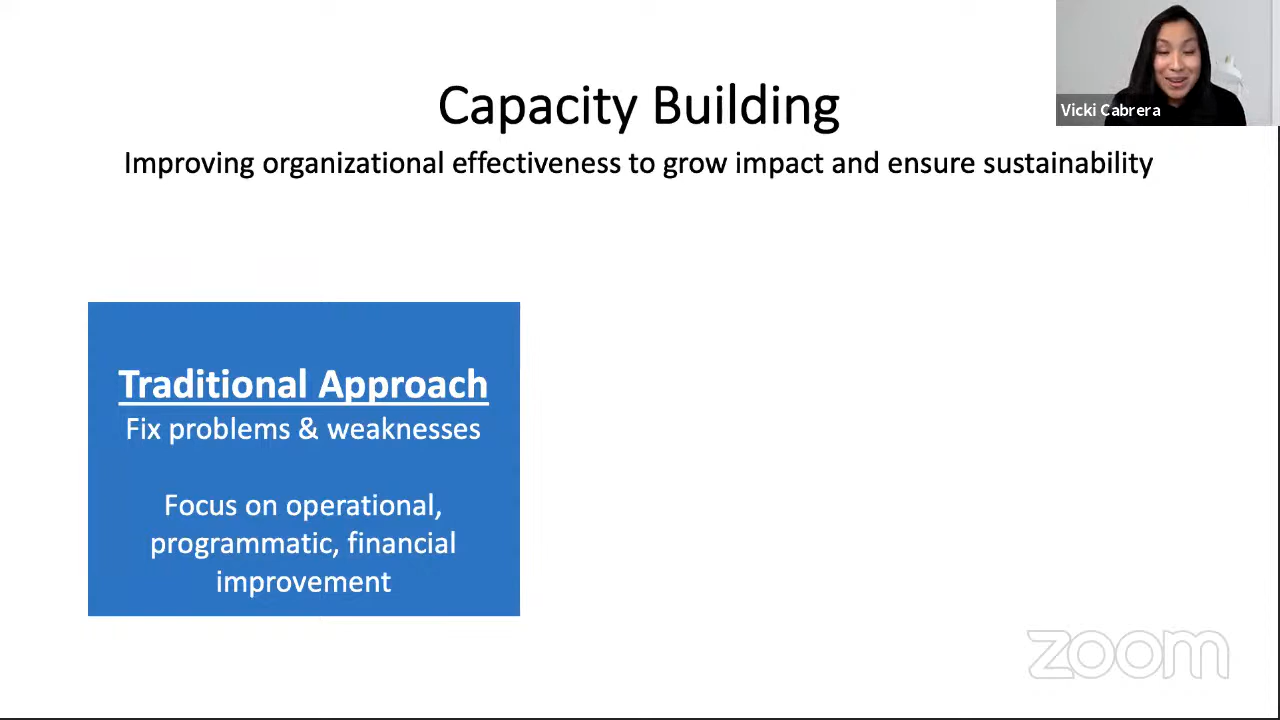 Capacity Building
Vicki Cabrera
Improving organizational effectiveness to grow impact and ensure sustainability
Traditional Approach
Fix problems & weaknesses
Focus on operational,
programmatic, financial
improvement
zoom